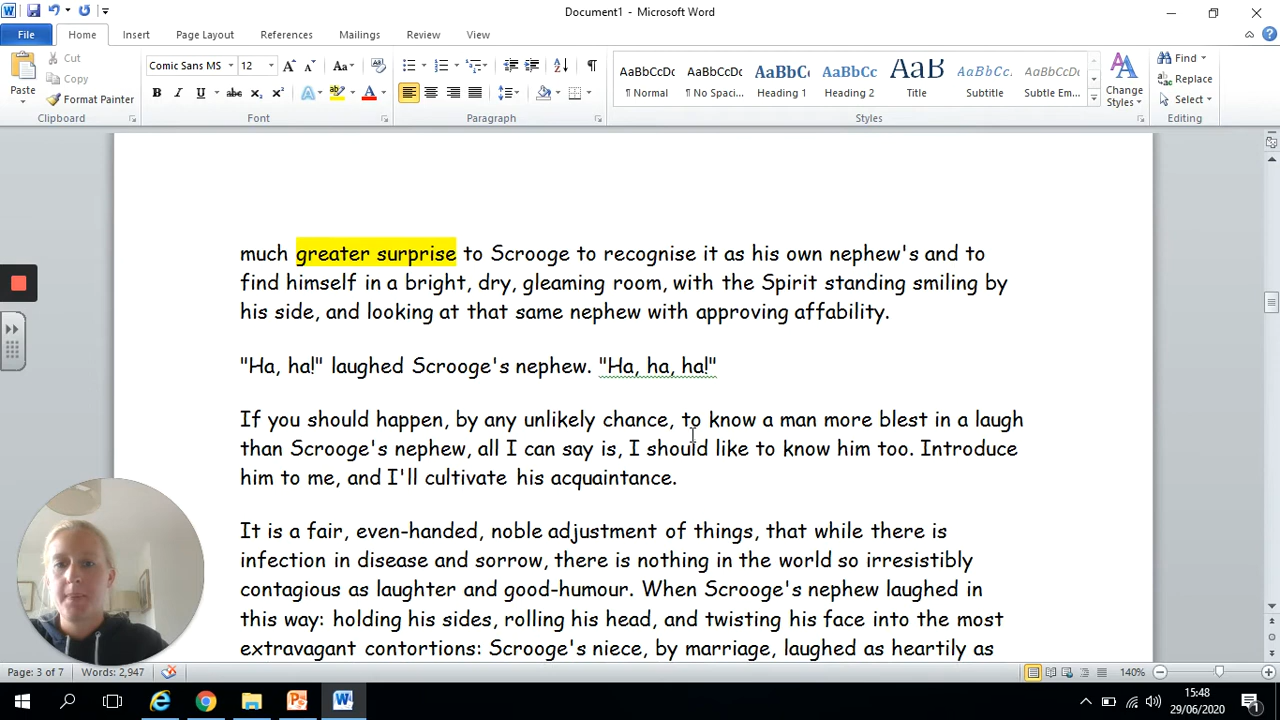 Document1 - Microsoft Word
File Home Insert Page Layout References Mailings Review View
Paste
Cut
Copy
Format Painter
Clipboard
Comic Sans MS 12
Font
Paragraph
AaBbCcDc AaBbCcDc AaBbCc AaBbCc AaB AaBbCcL AaBbCcDc
¶ Normal ¶ No Spaci... Heading 1 Heading 2 Title Subtitle Subtle Em...
Styles
Change Styles
Find
Replace
Select
Editing
much greater surprise to Scrooge to recognise it as his own nephew's and to
find himself in a bright, dry, gleaming room, with the Spirit standing smiling by
his side, and looking at that same nephew with approving affability.
"Ha, ha!" laughed Scrooge's nephew. "Ha, ha, ha!"
If you should happen, by any unlikely chance, to know a man more blest in a laugh
than Scrooge's nephew, all I can say is, I should like to know him too. Introduce
him to me, and I'll cultivate his acquaintance.
It is a fair, even-handed, noble adjustment of things, that while there is
infection in disease and sorrow, there is nothing in the world so irresistibly
contagious as laughter and good-humour. When Scrooge's nephew laughed in
this way: holding his sides, rolling his head, and twisting his face into the most
extravagant contortions: Scrooge's niece, by marriage, laughed as heartily as
Page: 3 of 7 Words: 2,947 140%
15:48
29/06/2020